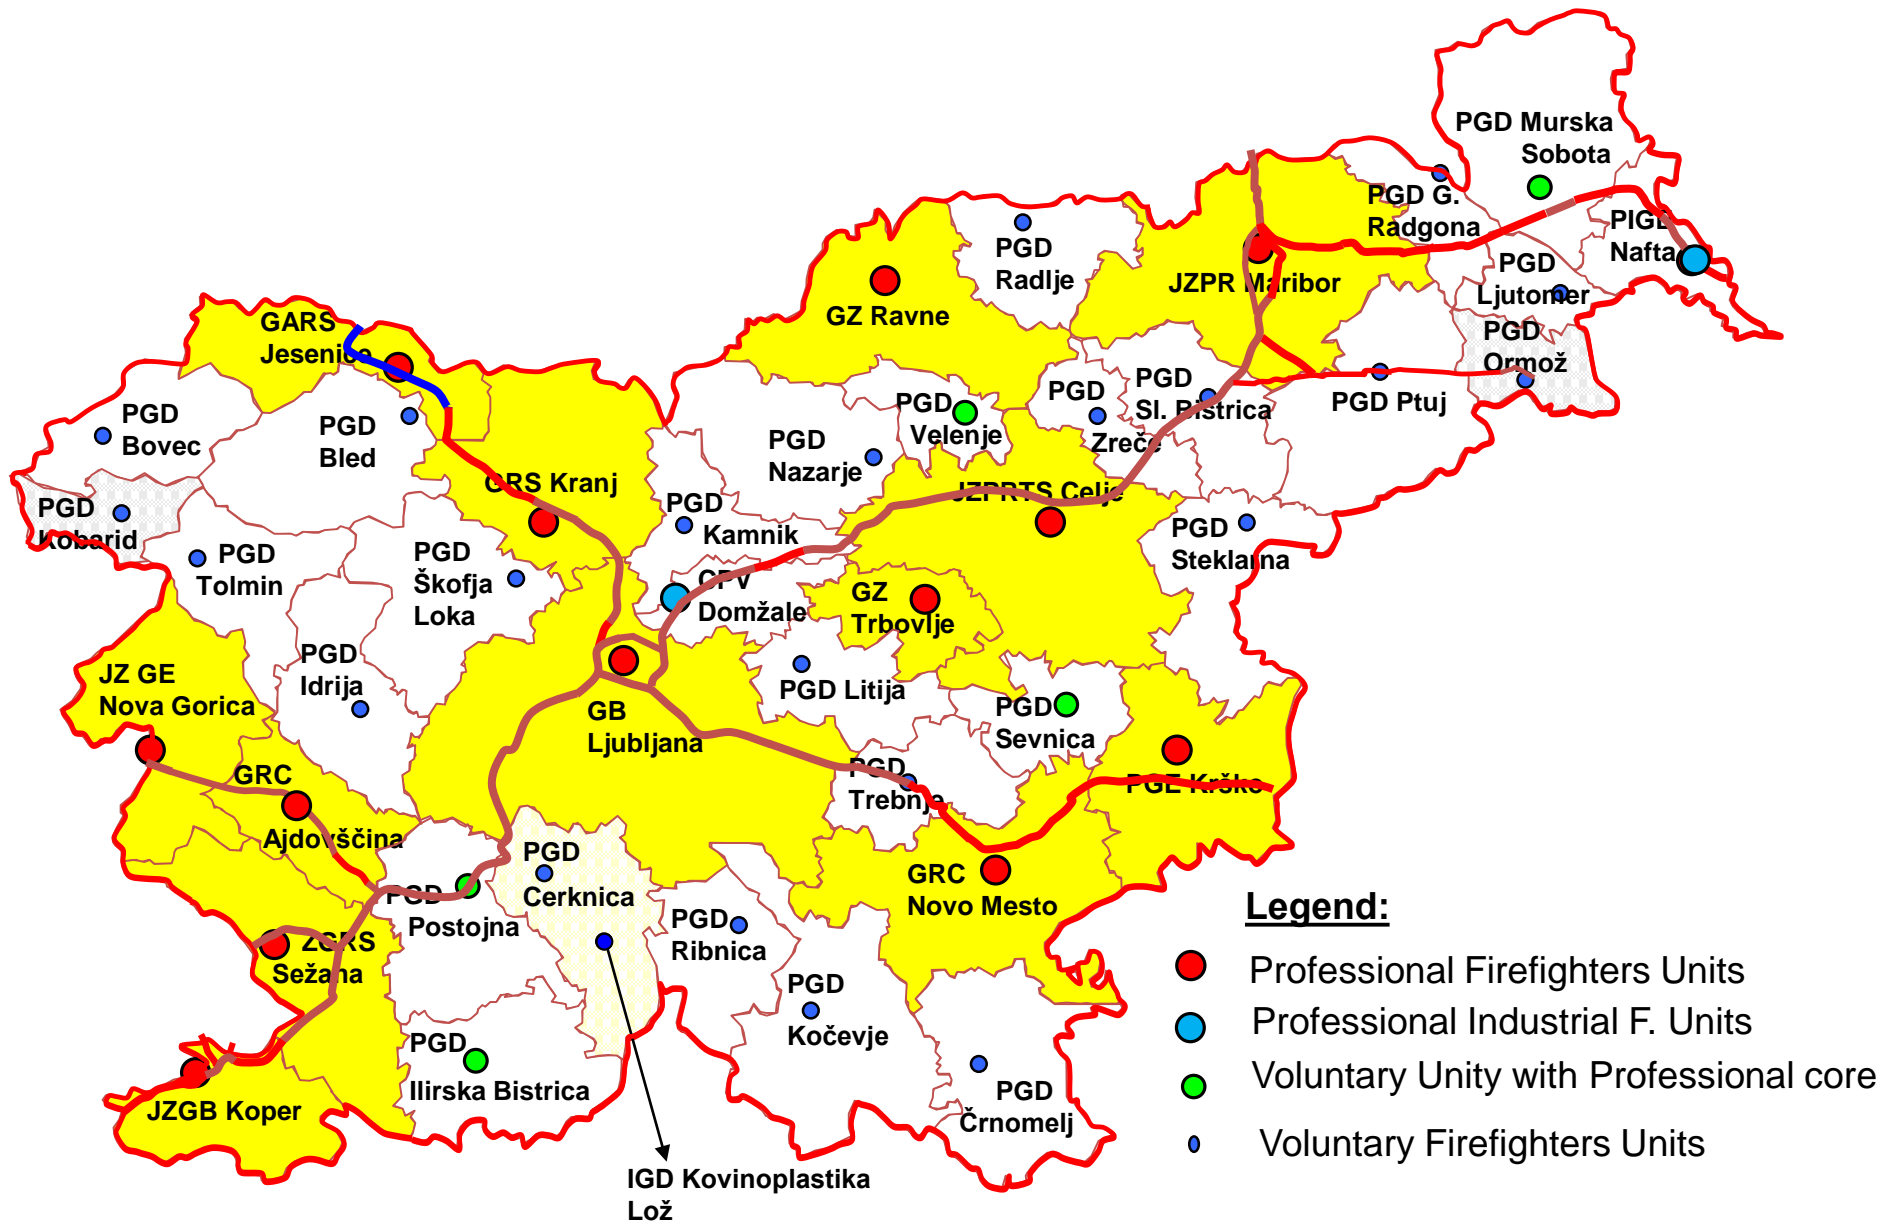 PGD Murska
Sobota
PGD G.
Radgona
PIGD
Nafta
PGD
Radlje
PGD
Ljutomer
JZPR Maribor
GZ Ravne
GARS
Jesenice
PGD
Ormož
PGD
Bovec
PGD
Bled
PGD
Velenje
PGD
Zreče
PGD
Sl. Bistrica
PGD Ptuj
PGD
Nazarje
GRS Kranj
JZPRTS Celje
PGD
Kobarid
PGD
Kamnik
PGD
Steklarna
PGD
Tolmin
PGD
Škofja
Loka
CPV
Domžale
GZ
Trbovlje
PGD
Idrija
JZ GE
Nova Gorica
PGD Litija
GB
Ljubljana
PGD
Sevnica
GRC
Ajdovščina
PGD
Trebnje
PGE Krško
PGD
Cerknica
PGD
Postojna
GRC
Novo Mesto
PGD
Ribnica
ZGRS
Sežana
PGD
Kočevje
PGD
Ilirska Bistrica
JZGB Koper
PGD
Črnomelj
IGD Kovinoplastika
Lož
Legend:
Professional Firefighters Units
Professional Industrial F. Units
Voluntary Unity with Professional core
Voluntary Firefighters Units